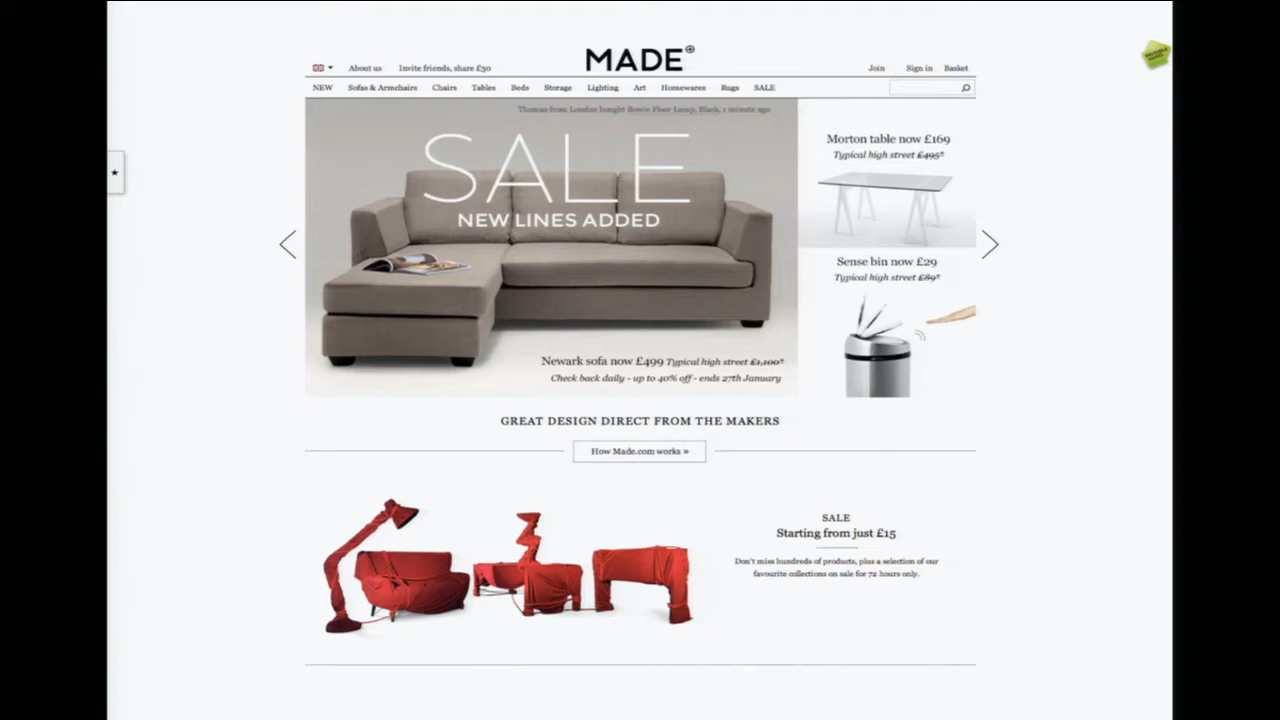 MADE
About us
Invite friends, share £30
Join
Sign in
Basket
NEW
Sofas & Armchairs
Chairs
Tables
Beds
Storage
Lighting
Art
Homewares
Rugs
SALE
Thomas from London bought Bowie Floor Lamp, Black, 1 minute ago
SALE
NEW LINES ADDED
Newark sofa now £499 Typical high street £1,100*
Check back daily - up to 40% off - ends 27th January
Morton table now £169
Typical high street £495*
Sense bin now £29
Typical high street £89*
GREAT DESIGN DIRECT FROM THE MAKERS
How Made.com works »
SALE
Starting from just £15
Don't miss hundreds of products, plus a selection of our
favourite collections on sale for 72 hours only.